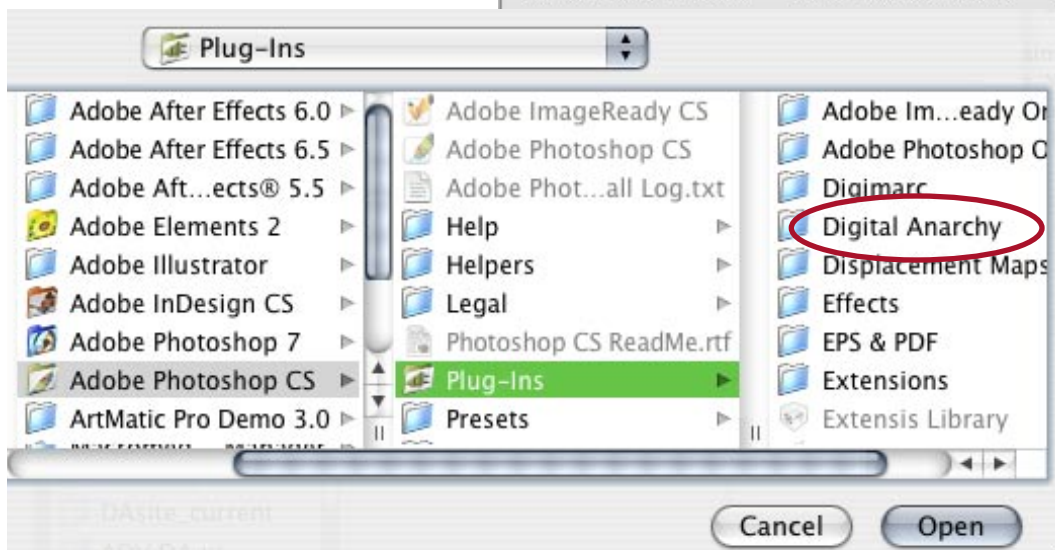 Plug-Ins
Adobe After Effects 6.0
Adobe After Effects 6.5
Adobe Aft...ects® 5.5
Adobe Elements 2
Adobe Illustrator
Adobe InDesign CS
Adobe Photoshop 7
Adobe Photoshop CS
ArtMatic Pro Demo 3.0
Adobe ImageReady CS
Adobe Photoshop CS
Adobe Phot...all Log.txt
Help
Helpers
Legal
Photoshop CS ReadMe.rtf
Plug-Ins
Presets
Adobe Im...eady Or
Adobe Photoshop O
Digimarc
Digital Anarchy
Displacement Maps
Effects
EPS & PDF
Extensions
Extensis Library
DAsite_current
Cancel
Open